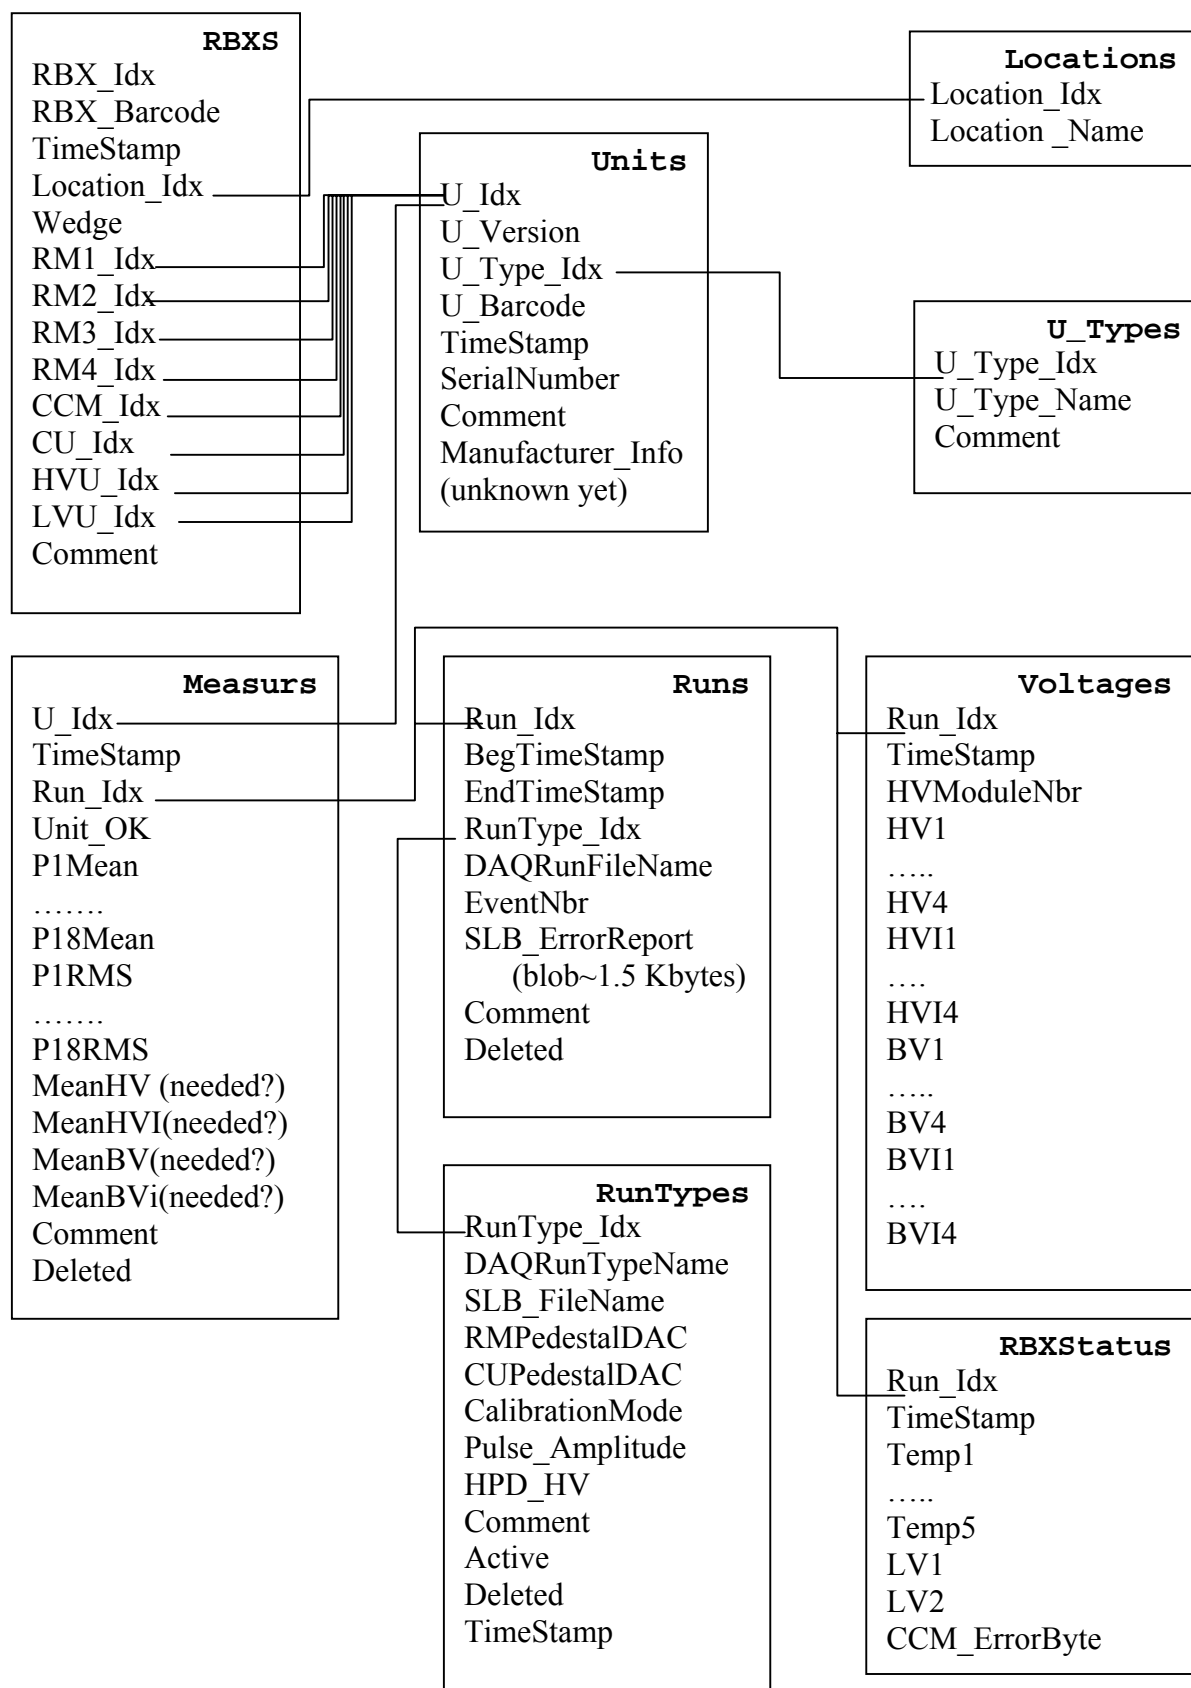 RBXS
RBX_Idx
RBX_Barcode
TimeStamp
Location_Idx
Wedge
RM1_Idx
RM2_Idx
RM3_Idx
RM4_Idx
CCM_Idx
CU_Idx
HVU_Idx
LVU_Idx
Comment
Units
U_Idx
U_Version
U_Type_Idx
U_Barcode
TimeStamp
SerialNumber
Comment
Manufacturer_Info
(unknown yet)
Locations
Location_Idx
Location _Name
U_Types
U_Type_Idx
U_Type_Name
Comment
Measurs
U_Idx
TimeStamp
Run_Idx
Unit_OK
P1Mean
…….
P18Mean
P1RMS
…….
P18RMS
MeanHV (needed?)
MeanHVI(needed?)
MeanBV(needed?)
MeanBVi(needed?)
Comment
Deleted
Runs
Run_Idx
BegTimeStamp
EndTimeStamp
RunType_Idx
DAQRunFileName
EventNbr
SLB_ErrorReport
(blob~1.5 Kbytes)
Comment
Deleted
RunTypes
RunType_Idx
DAQRunTypeName
SLB_FileName
RMPedestalDAC
CUPedestalDAC
CalibrationMode
Pulse_Amplitude
HPD_HV
Comment
Active
Deleted
TimeStamp
Voltages
Run_Idx
TimeStamp
HVModuleNbr
HV1
…..
HV4
HVI1
….
HVI4
BV1
…..
BV4
BVI1
….
BVI4
RBXStatus
Run_Idx
TimeStamp
Temp1
…..
Temp5
LV1
LV2
CCM_ErrorByte